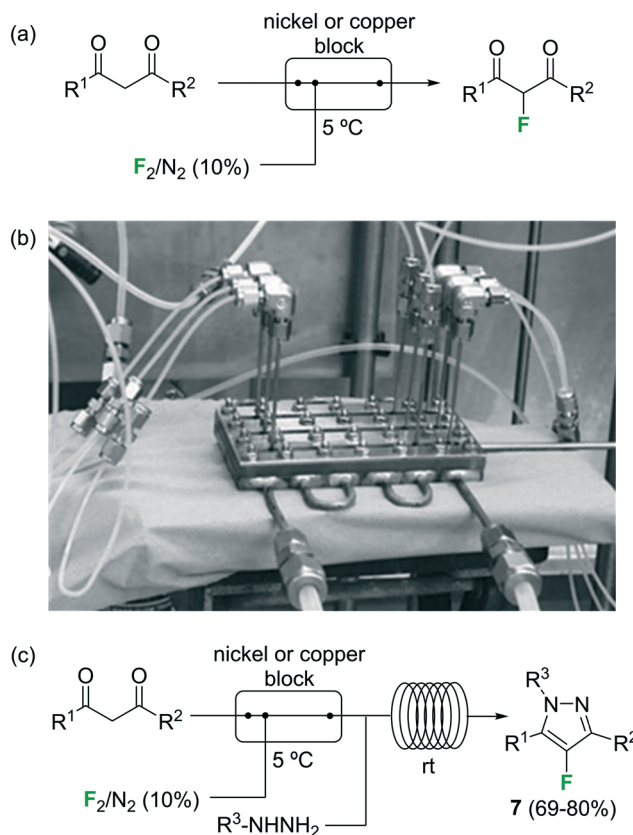 (a)
O O
R1 R2
nickel or copper
block
5 ºC
F2/N2 (10%)
O O
R1 R2
F
(b)
(c)
O O
R1 R2
nickel or copper
block
5 ºC
F2/N2 (10%)
R3-NHNH2
rt
R3
N N
R1 R2
F
7 (69-80%)